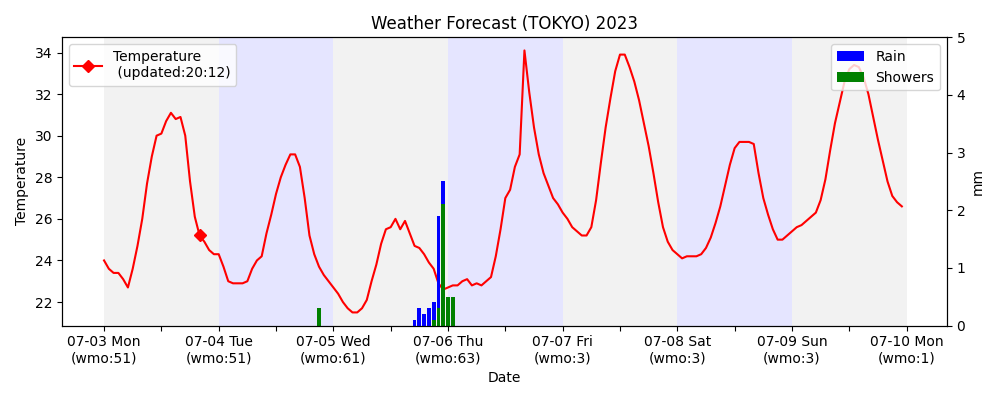 Weather Forecast (TOKYO) 2023
Temperature
(updated:20:12)
Rain
Showers
34
32
30
28
26
24
22
Temperature
5
4
3
2
1
0
mm
07-03 Mon
(wmo:51)
07-04 Tue
(wmo:51)
07-05 Wed
(wmo:61)
07-06 Thu
(wmo:63)
07-07 Fri
(wmo:3)
07-08 Sat
(wmo:3)
07-09 Sun
(wmo:3)
07-10 Mon
(wmo:1)
Date